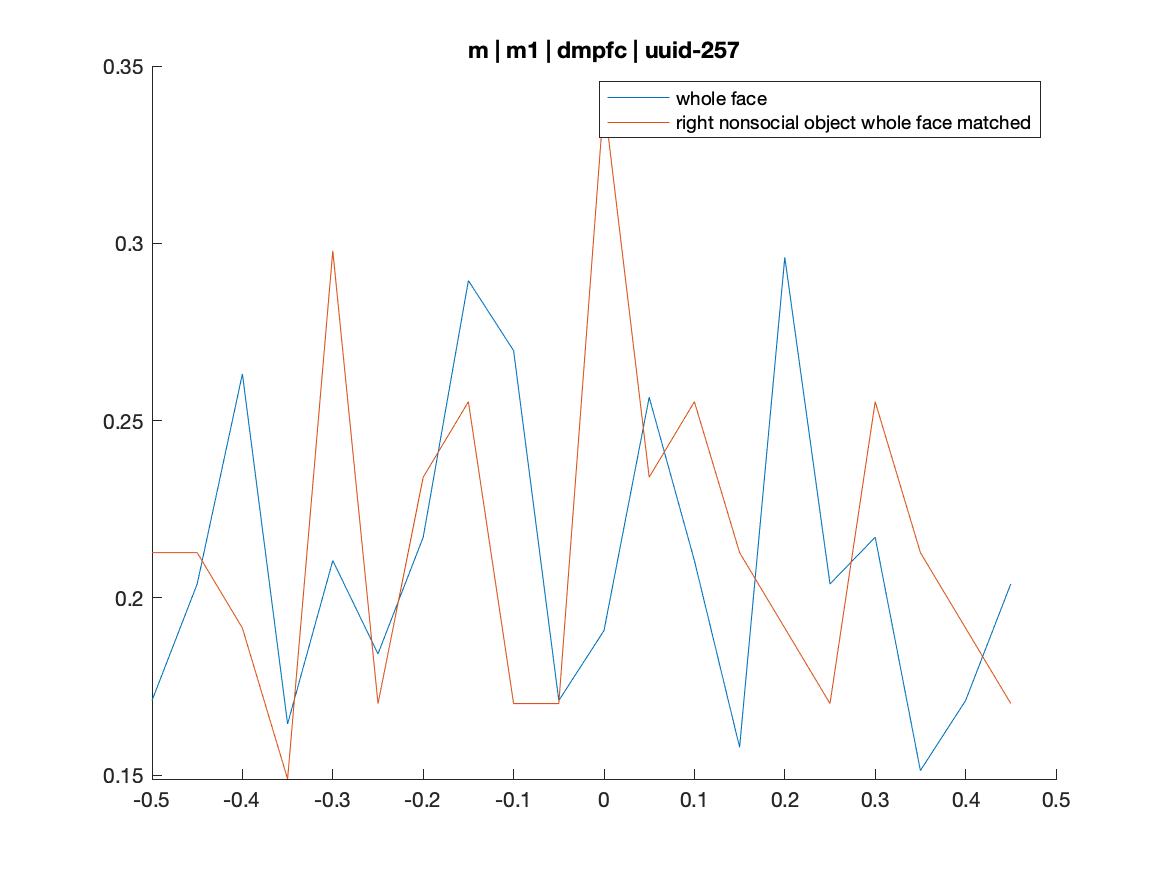 m | m1 | dmpfc | uuid-257
0.35
whole face
right nonsocial object whole face matched
0.3
0.25
0.2
0.15
-0.5 -0.4 -0.3 -0.2 -0.1 0 0.1 0.2 0.3 0.4 0.5